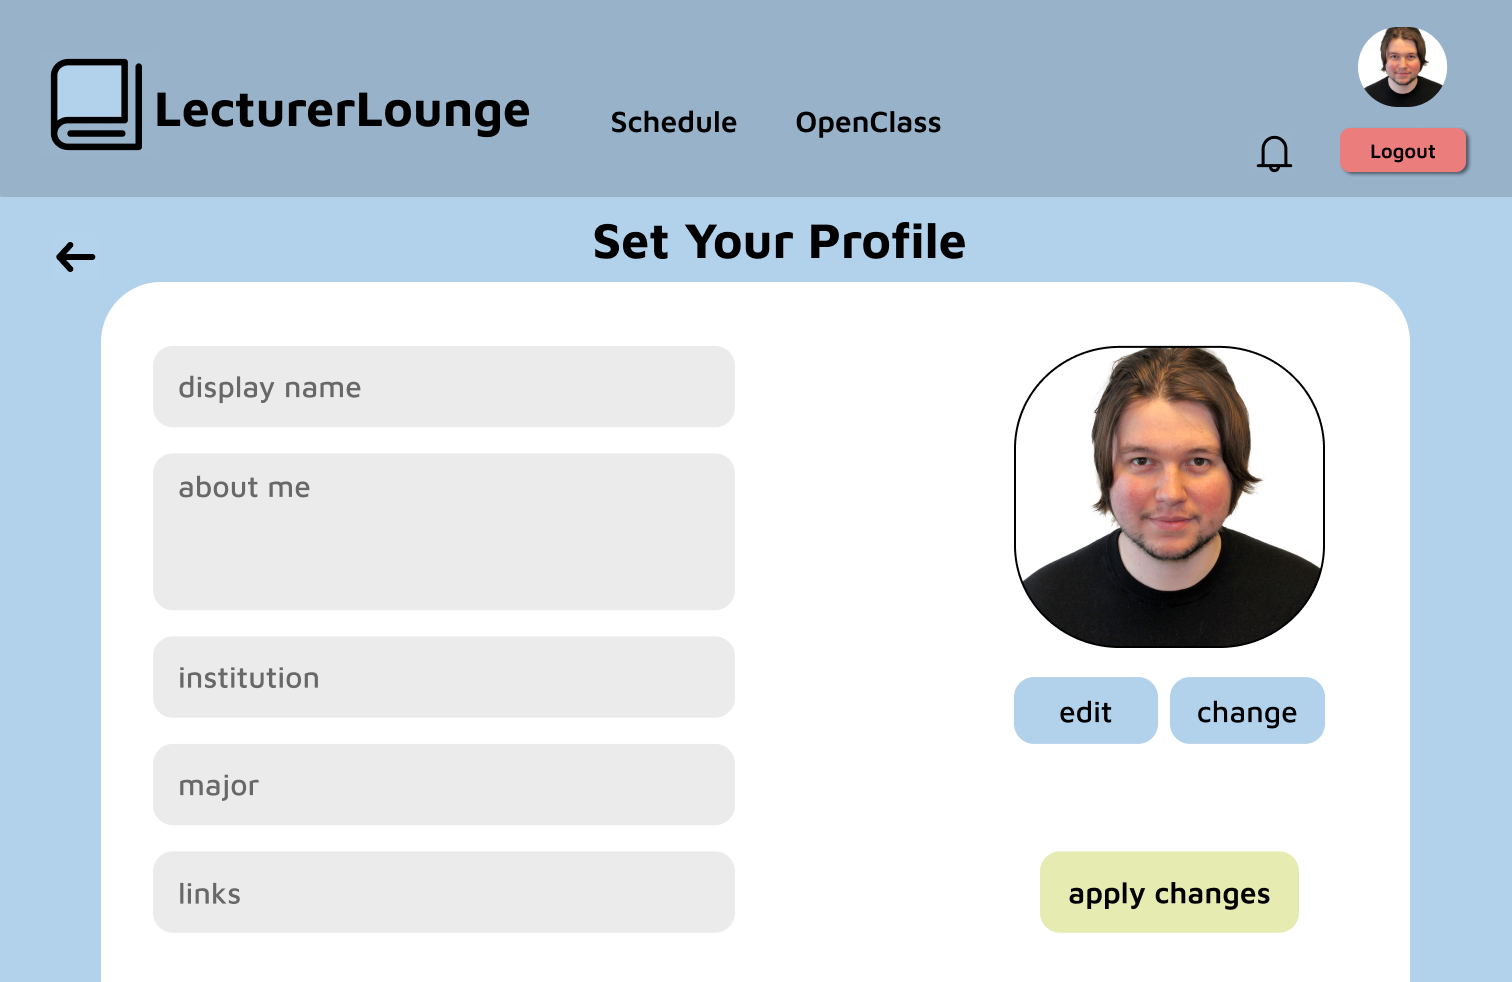 LecturerLounge
Schedule
OpenClass
Logout
Set Your Profile
display name
about me
institution
major
links
edit
change
apply changes